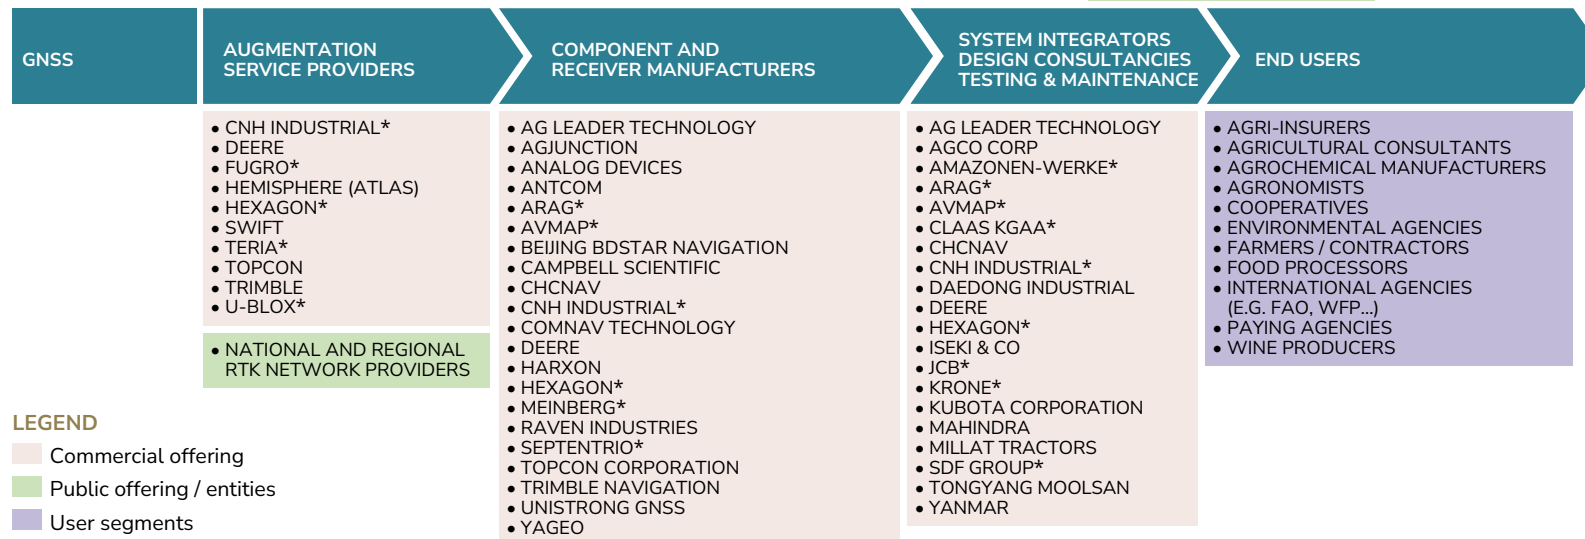 GNSS
AUGMENTATION
SERVICE PROVIDERS
COMPONENT AND
RECEIVER MANUFACTURERS
SYSTEM INTEGRATORS
DESIGN CONSULTANCIES
TESTING & MAINTENANCE
END USERS
• CNH INDUSTRIAL*
• DEERE
• FUGRO*
• HEMISPHERE (ATLAS)
• HEXAGON*
• SWIFT
• TERIA*
• TOPCON
• TRIMBLE
• U-BLOX*
• NATIONAL AND REGIONAL
RTK NETWORK PROVIDERS
• AG LEADER TECHNOLOGY
• AGJUNCTION
• ANALOG DEVICES
• ANTCOM
• ARAG*
• AVMAP*
• BEIJING BDSTAR NAVIGATION
• CAMPBELL SCIENTIFIC
• CHCNAV
• CNH INDUSTRIAL*
• COMNAV TECHNOLOGY
• DEERE
• HARXON
• HEXAGON*
• MEINBERG*
• RAVEN INDUSTRIES
• SEPTENTRIO*
• TOPCON CORPORATION
• TRIMBLE NAVIGATION
• UNISTRONG GNSS
• YAGEO
• AG LEADER TECHNOLOGY
• AGCO CORP
• AMAZONEN-WERKE*
• ARAG*
• AVMAP*
• CLAAS KGAA*
• CHCNAV
• CNH INDUSTRIAL*
• DAEDONG INDUSTRIAL
• DEERE
• HEXAGON*
• ISEKI & CO
• JCB*
• KRONE*
• KUBOTA CORPORATION
• MAHINDRA
• MILLAT TRACTORS
• SDF GROUP*
• TONGYANG MOOLSAN
• YANMAR
• AGRI-INSURERS
• AGRICULTURAL CONSULTANTS
• AGROCHEMICAL MANUFACTURERS
• AGRONOMISTS
• COOPERATIVES
• ENVIRONMENTAL AGENCIES
• FARMERS / CONTRACTORS
• FOOD PROCESSORS
• INTERNATIONAL AGENCIES
(E.G. FAO, WFP...)
• PAYING AGENCIES
• WINE PRODUCERS
LEGEND
Commercial offering
Public offering / entities
User segments